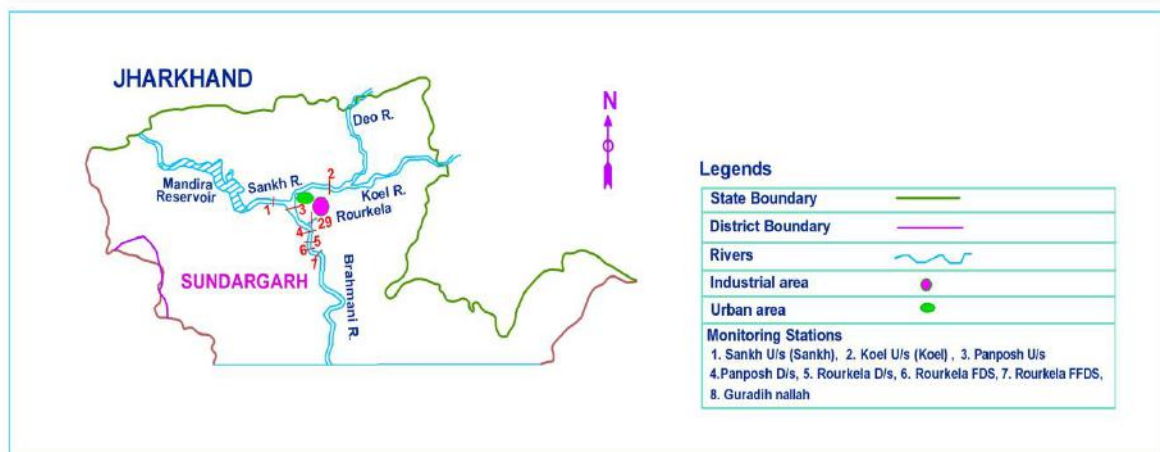 JHARKHAND
Deo R.
N
2
Mandira
Reservoir
Sankh R.
Koel R.
1
3
Rourkela
29
4
5
6
7
SUNDARGARH
Brahmani R.
Legends
State Boundary
District Boundary
Rivers
Industrial area
Urban area
Monitoring Stations
1. Sankh U/s (Sankh), 2. Koel U/s (Koel) , 3. Panposh U/s
4.Panposh D/s, 5. Rourkela D/s, 6. Rourkela FDS, 7. Rourkela FFDS,
8. Guradih nallah